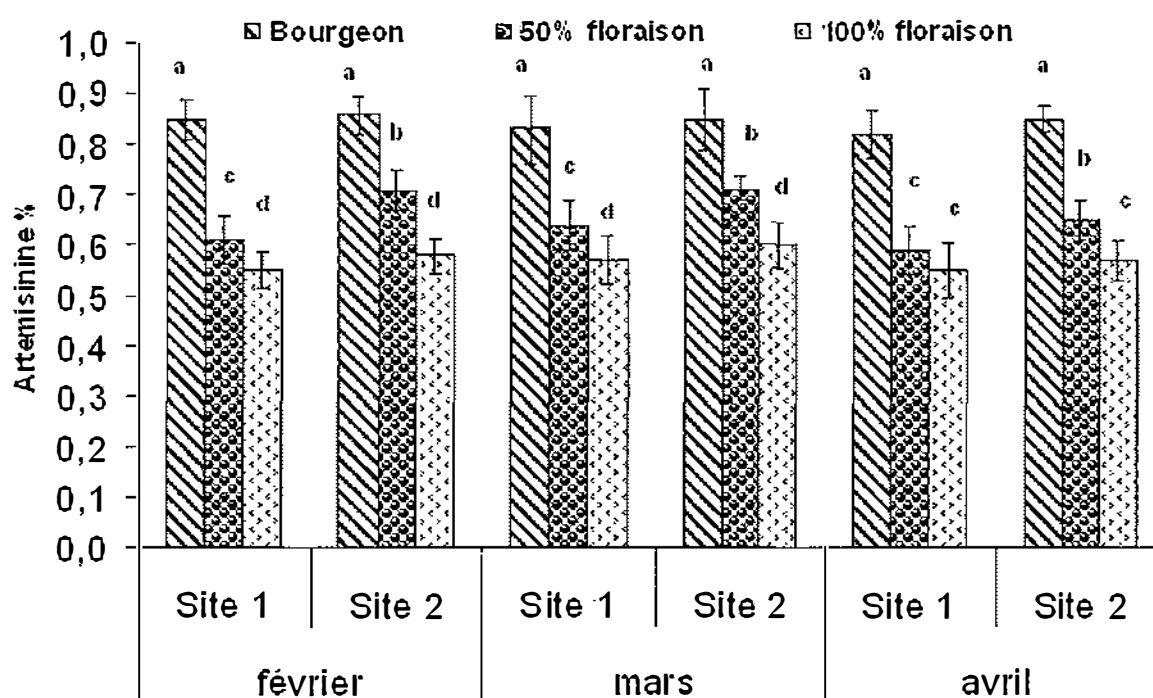 Bourgeon 50% floraison 100% floraison
Artemisinine %
1,0
0,9
0,8
0,7
0,6
0,5
0,4
0,3
0,2
0,1
0,0
a c d a b d a c d a b d a c c a b c
Site 1 Site 2 Site 1 Site 2 Site 1 Site 2
février mars avril